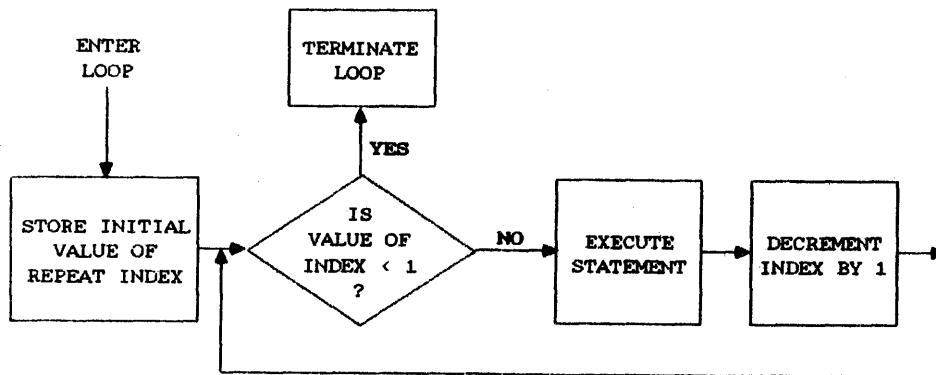 ENTER
LOOP
STORE INITIAL
VALUE OF
REPEAT INDEX
TERMINATE
LOOP
YES
IS
VALUE OF
INDEX < 1
?
NO
EXECUTE
STATEMENT
DECREMENT
INDEX BY 1